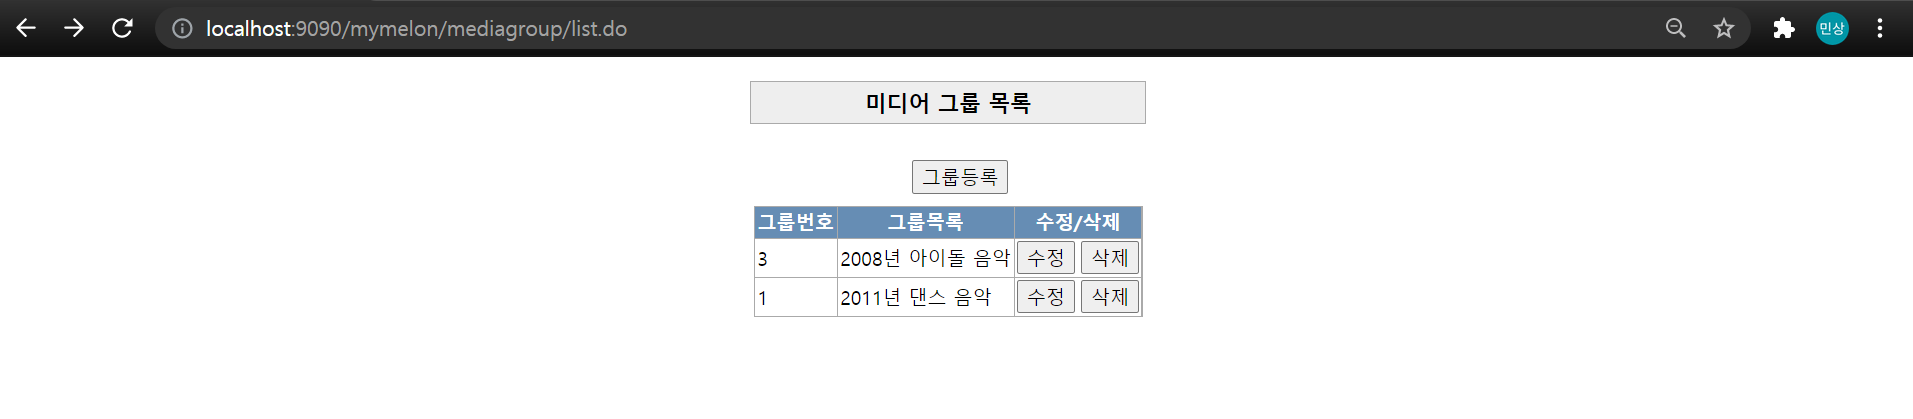 localhost:9090/mymelon/mediagroup/list.do
민상
미디어 그룹 목록
그룹등록
그룹번호 그룹목록 수정/삭제
3 2008년 아이돌 음악 수정 삭제
1 2011년 댄스 음악 수정 삭제